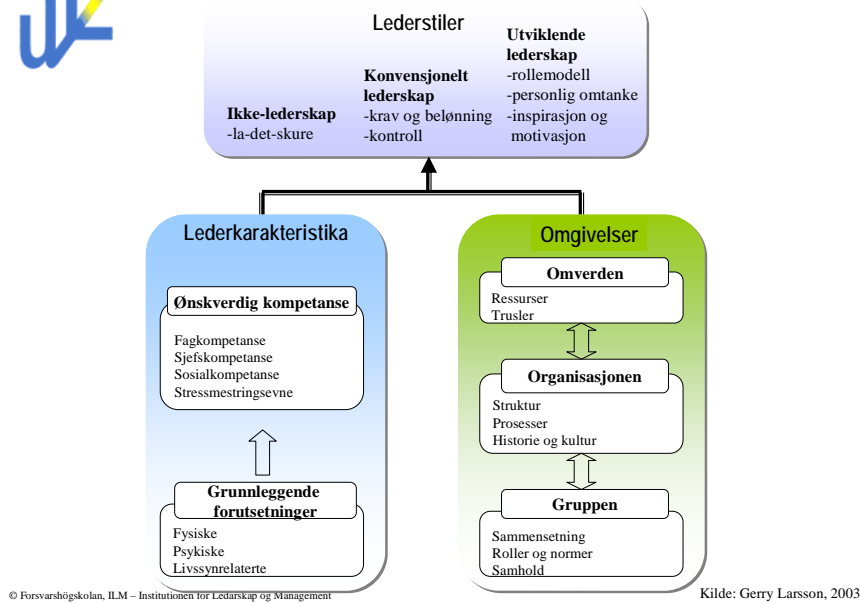 Lederstiler
Ikke-lederskap
-la-det-skure
Konvensjonelt
lederskap
-krav og belønning
-kontroll
Utviklende
lederskap
-rollemodell
-personlig omtanke
-inspirasjon og
motivasjon
Lederkarakteristika
Ønskverdig kompetanse
Fagkompetanse
Sjefskompetanse
Sosialkompetanse
Stressmestringsevne
Grunnleggende
forutsetninger
Fysiske
Psykiske
Livssynrelaterte
Omgivelser
Omverden
Ressurser
Trusler
Organisasjonen
Struktur
Prosesser
Historie og kultur
Gruppen
Sammensetning
Roller og normer
Samhold
© Forsvarshögskolan, ILM – Institutionen för Ledarskap og Management
Kilde: Gerry Larsson, 2003